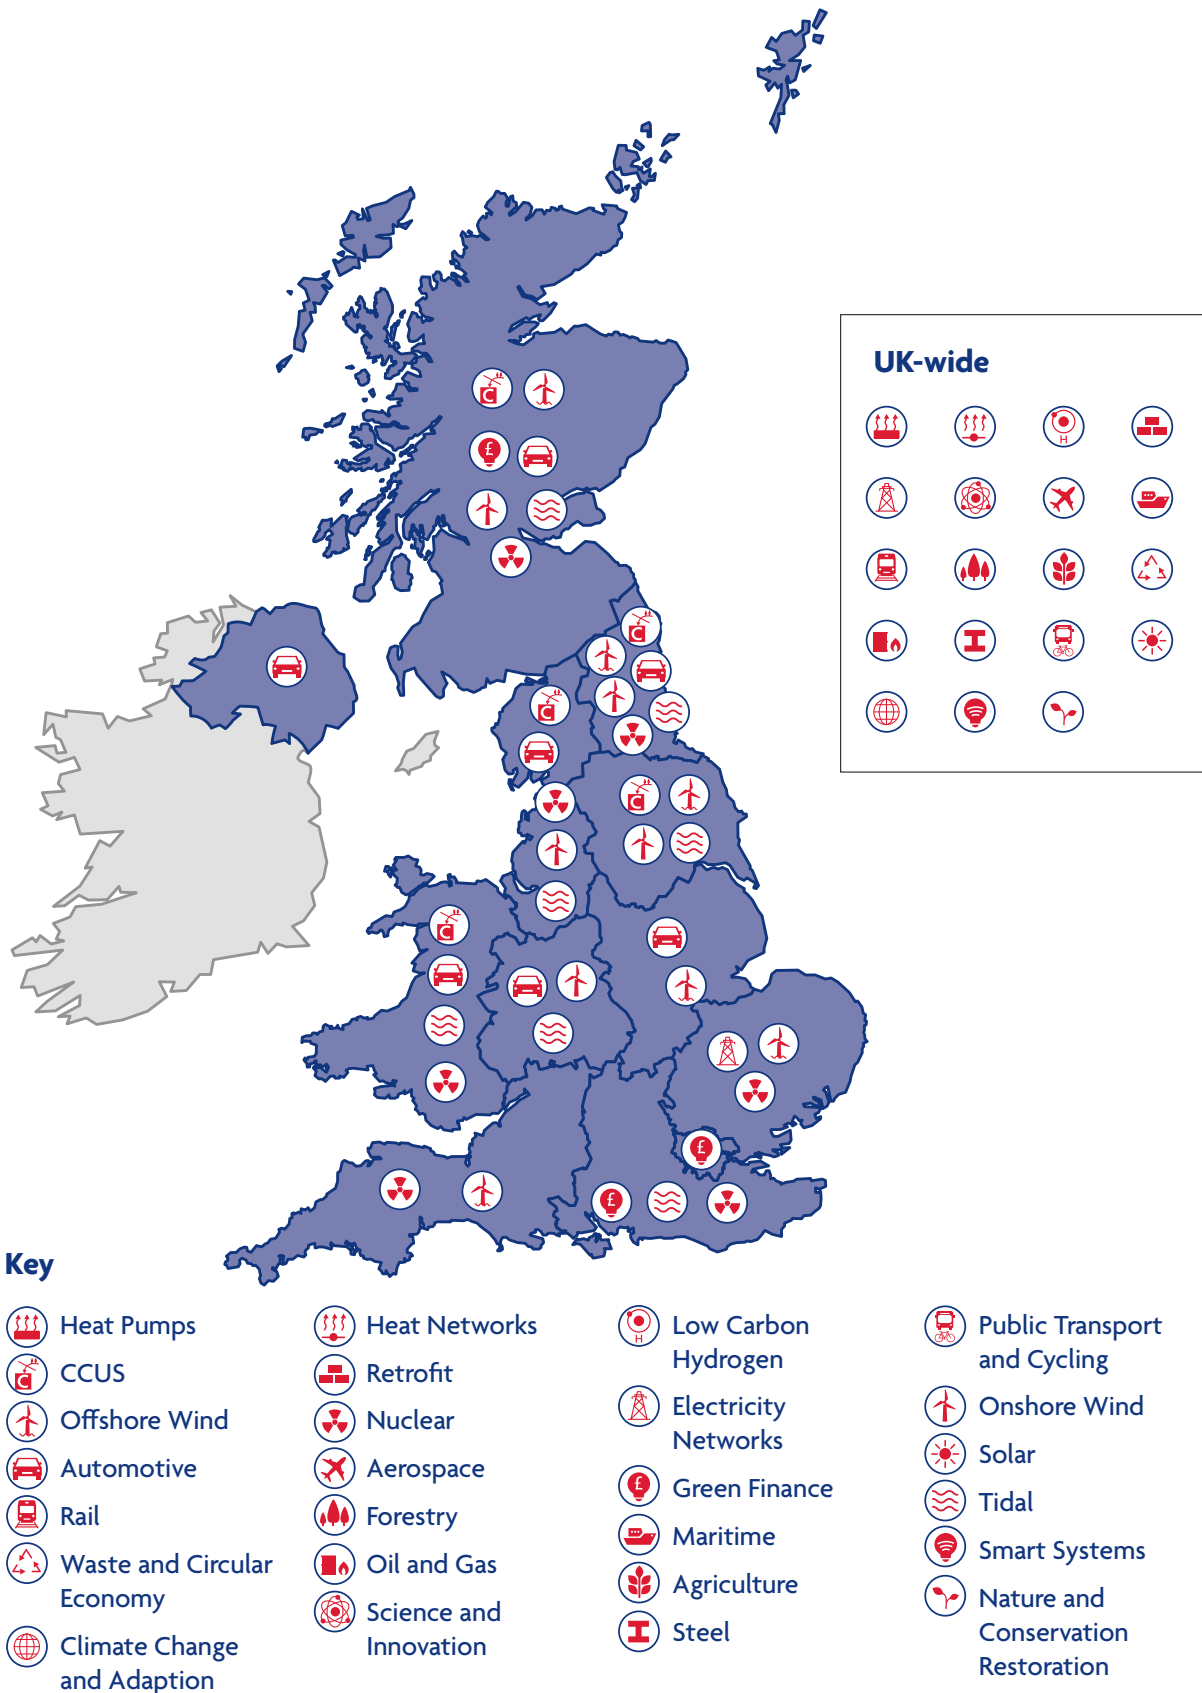 UK-wide
H
Key
Heat Pumps
CCUS
Offshore Wind
Automotive
Rail
Waste and Circular
Economy
Climate Change
and Adaption
Heat Networks
Retrofit
Nuclear
Aerospace
Forestry
Oil and Gas
Science and
Innovation
H
Low Carbon
Hydrogen
Electricity
Networks
Green Finance
Maritime
Agriculture
Steel
Public Transport
and Cycling
Onshore Wind
Solar
Tidal
Smart Systems
Nature and
Conservation
Restoration